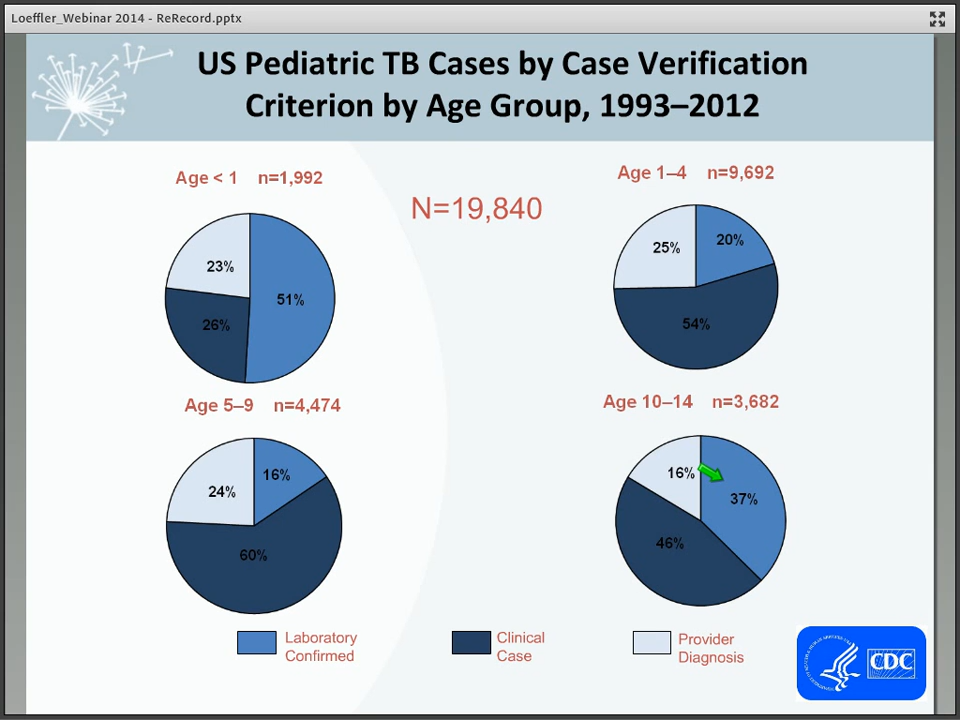 Loeffler_Webinar 2014 - ReRecord.pptx
US Pediatric TB Cases by Case Verification
Criterion by Age Group, 1993–2012
Age < 1 n=1,992
N=19,840
Age 1–4 n=9,692
23%
51%
26%
25%
20%
54%
Age 5–9 n=4,474
Age 10–14 n=3,682
24%
16%
60%
16%
37%
46%
Laboratory
Confirmed
Clinical
Case
Provider
Diagnosis
CDC